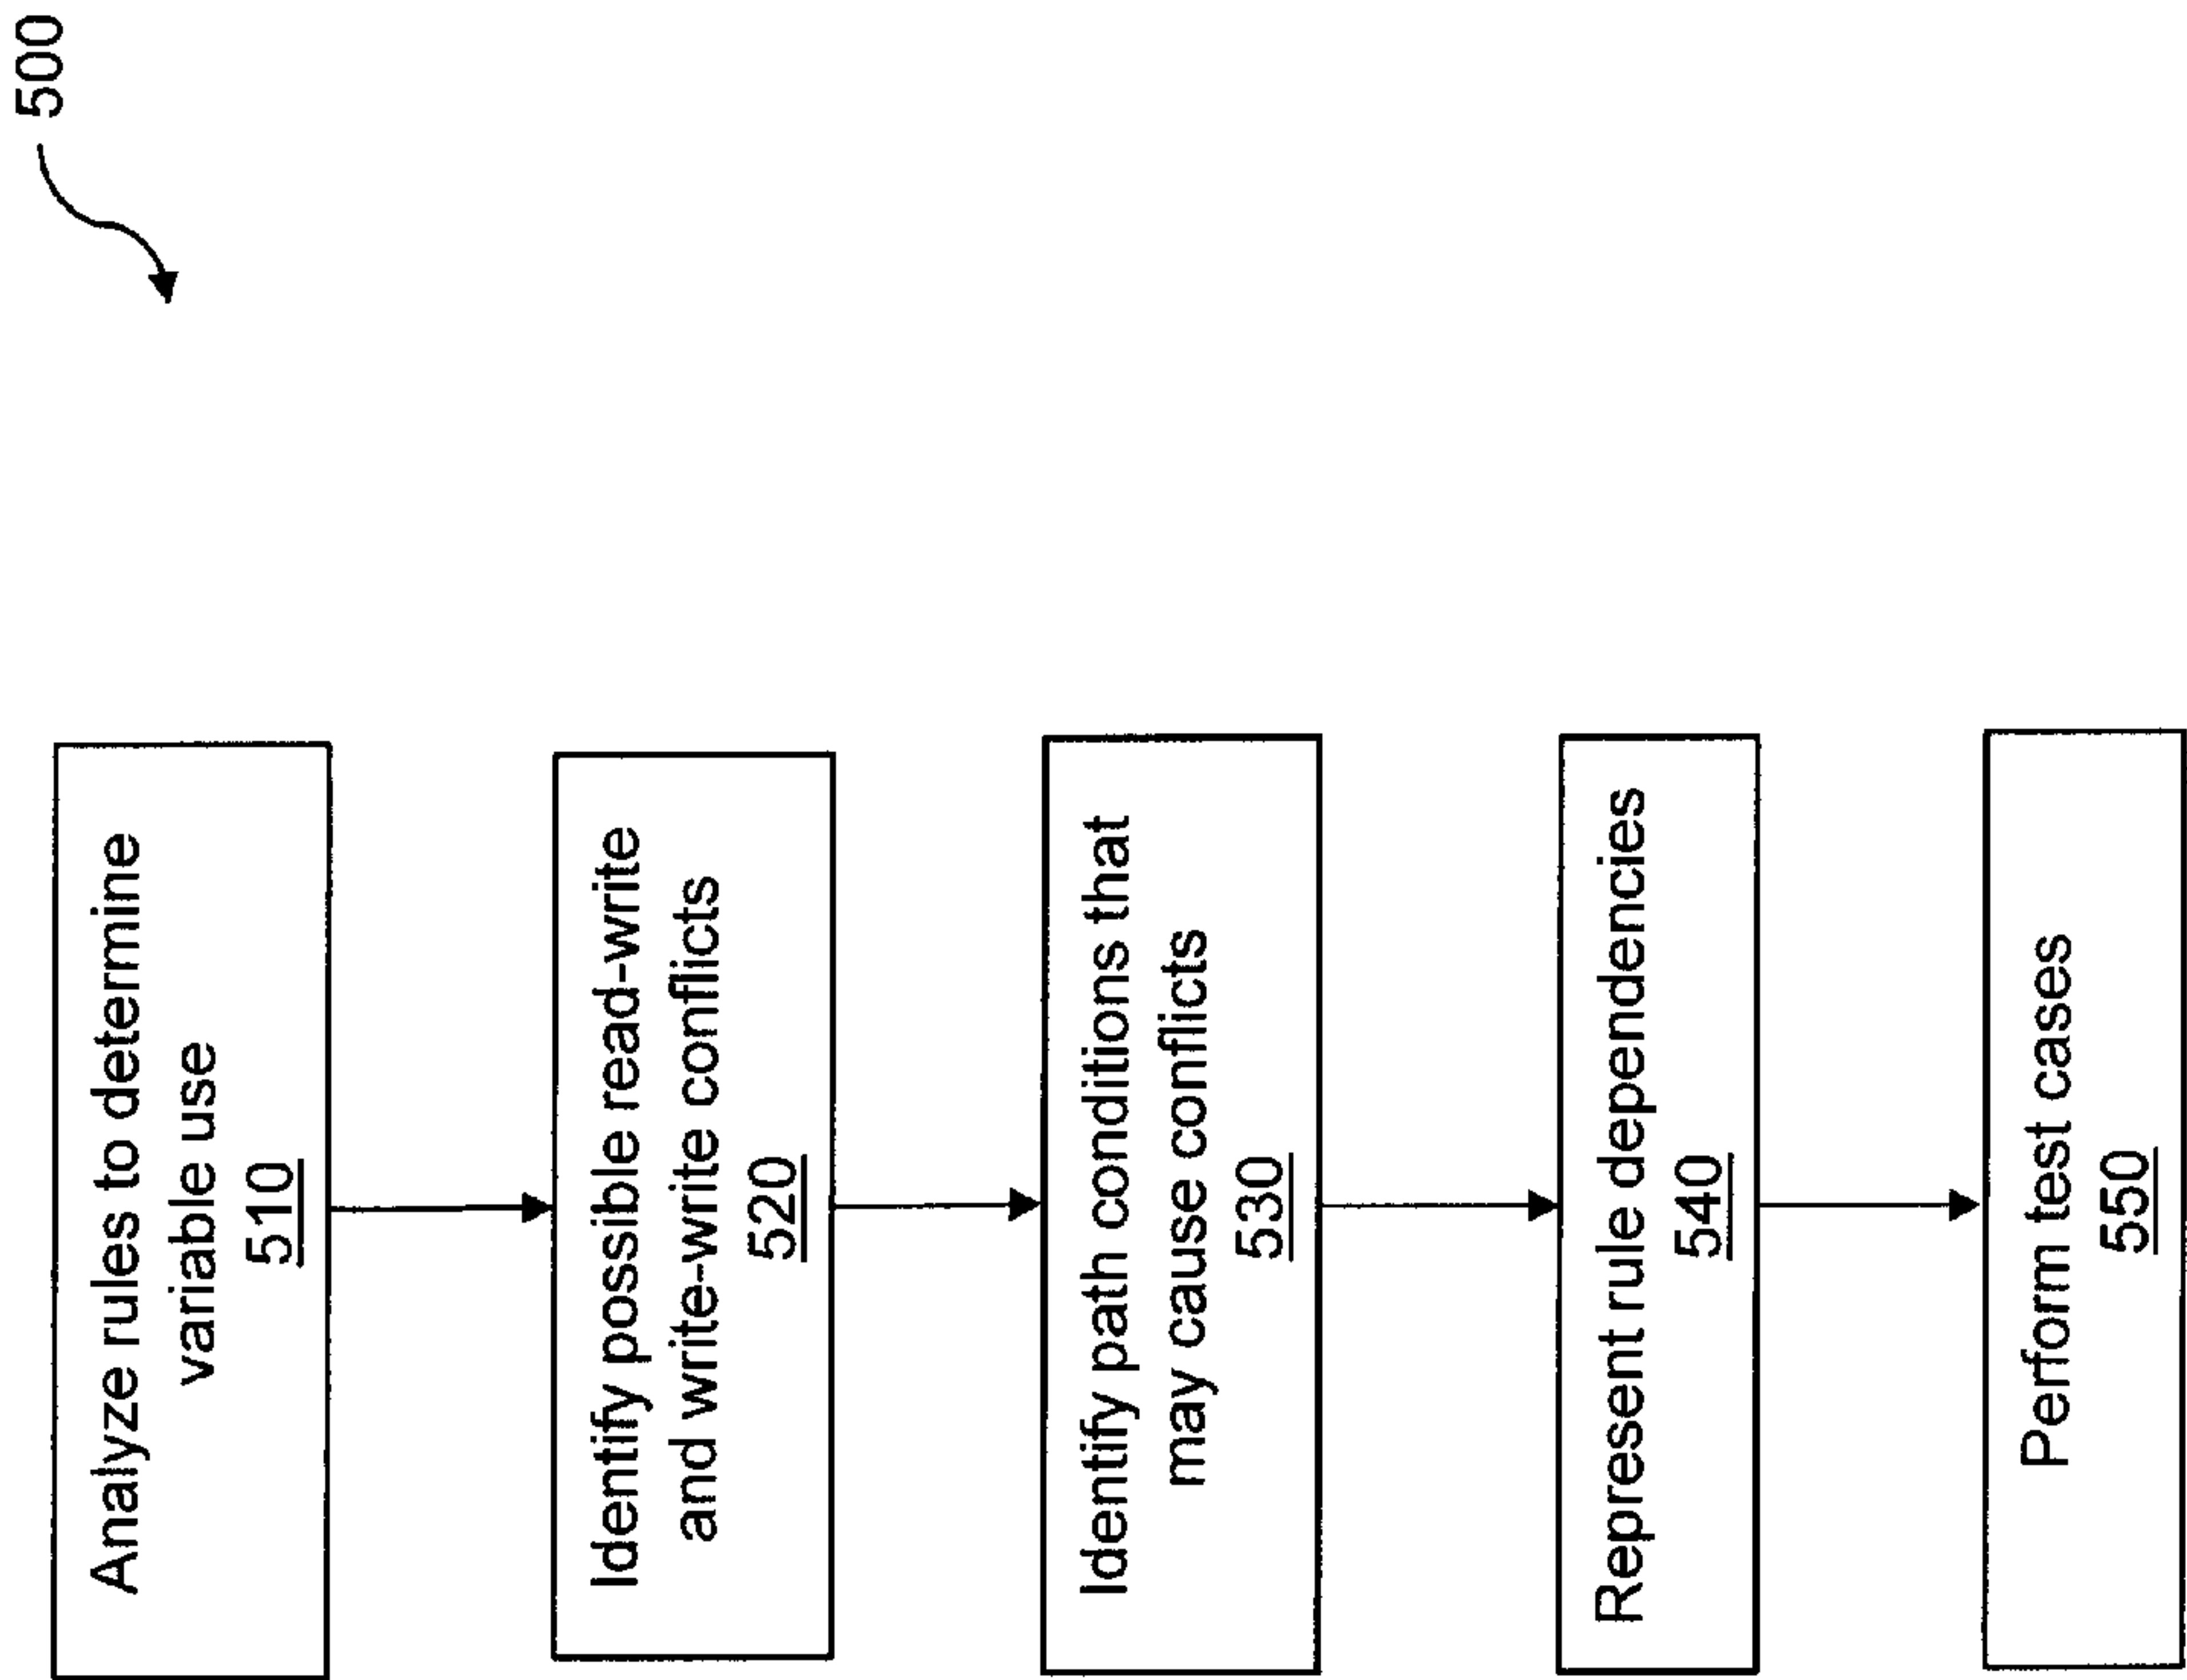 500
Analyze rules to determine
variable use
510
Identify possible read-write
and write-write conflicts
520
Identify path conditions that
may cause conflicts
530
Represent rule dependencies
540
Perform test cases
550